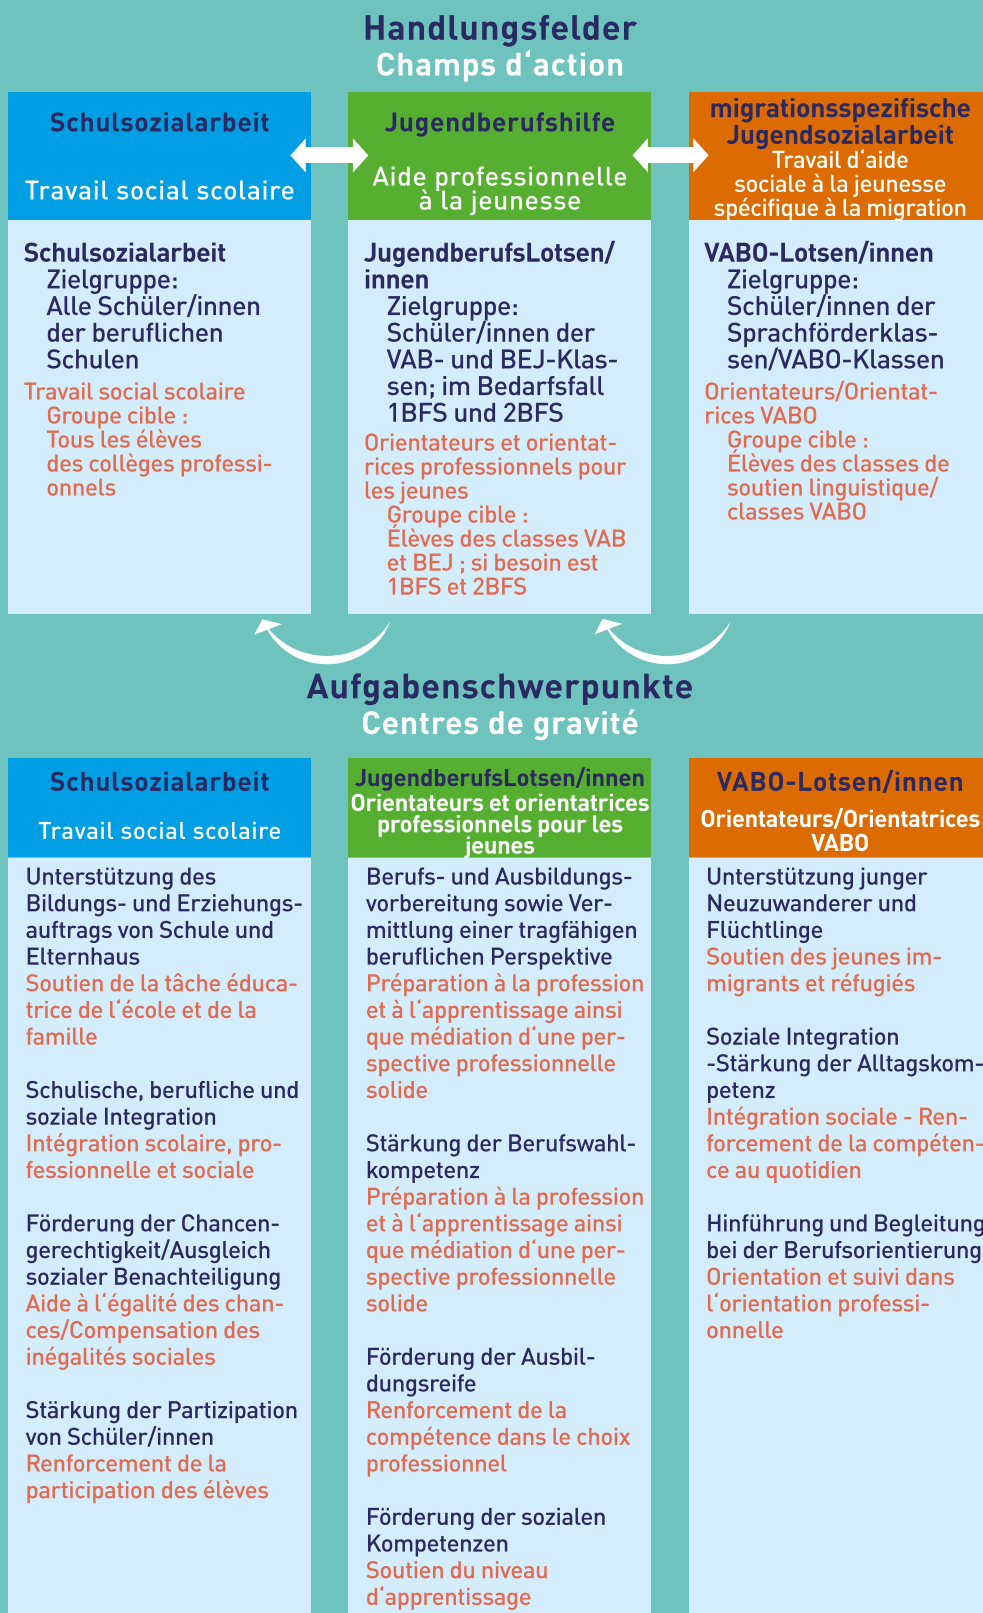 Handlungsfelder
Champs d‘action
Schulsozialarbeit
Travail social scolaire
Schulsozialarbeit
Zielgruppe:
Alle Schüler/innen
der beruflichen
Schulen
Travail social scolaire
Groupe cible :
Tous les élèves
des collèges professi-
onnels
Jugendberufshilfe
Aide professionnelle
à la jeunesse
JugendberufsLotsen/
innen
Zielgruppe:
Schüler/innen der
VAB- und BEJ-Klas-
sen; im Bedarfsfall
1BFS und 2BFS
Orientateurs et orientat-
rices professionnels pour
les jeunes
Groupe cible :
Élèves des classes VAB
et BEJ ; si besoin est
1BFS et 2BFS
migrationsspezifische
Jugendsozialarbeit
Travail d‘aide
sociale à la jeunesse
spécifique à la migration
VABO-Lotsen/innen
Zielgruppe:
Schüler/innen der
Sprachförderklas-
sen/VABO-Klassen
Orientateurs/Orientat-
rices VABO
Groupe cible :
Élèves des classes de
soutien linguistique/
classes VABO
Aufgabenschwerpunkte
Centres de gravité
Schulsozialarbeit
Travail social scolaire
Unterstützung des
Bildungs- und Erziehungs-
auftrags von Schule und
Elternhaus
Soutien de la tâche éduca-
trice de l‘école et de la
famille
Schulische, berufliche und
soziale Integration
Intégration scolaire, pro-
fessionnelle et sociale
Förderung der Chancen-
gerechtigkeit/Ausgleich
sozialer Benachteiligung
Aide à l‘égalité des chan-
ces/Compensation des
inégalités sociales
Stärkung der Partizipation
von Schüler/innen
Renforcement de la
participation des élèves
JugendberufsLotsen/innen
Orientateurs et orientatrices
professionnels pour les
jeunes
Berufs- und Ausbildungs-
vorbereitung sowie Ver-
mittlung einer tragfähigen
beruflichen Perspektive
Préparation à la profession
et à l‘apprentissage ainsi
que médiation d‘une per-
spective professionnelle
solide
Stärkung der Berufswahl-
kompetenz
Préparation à la profession
et à l‘apprentissage ainsi
que médiation d‘une per-
spective professionnelle
solide
Förderung der Ausbil-
dungsreife
Renforcement de la
compétence dans le choix
professionnel
Förderung der sozialen
Kompetenzen
Soutien du niveau
d‘apprentissage
VABO-Lotsen/innen
Orientateurs/Orientatrices
VABO
Unterstützung junger
Neuzuwanderer und
Flüchtlinge
Soutien des jeunes im-
migrants et réfugiés
Soziale Integration
-Stärkung der Alltagskom-
petenz
Intégration sociale - Ren-
forcement de la compéten-
ce au quotidien
Hinführung und Begleitung
bei der Berufsorientierung
Orientation et suivi dans
l‘orientation professi-
onnelle